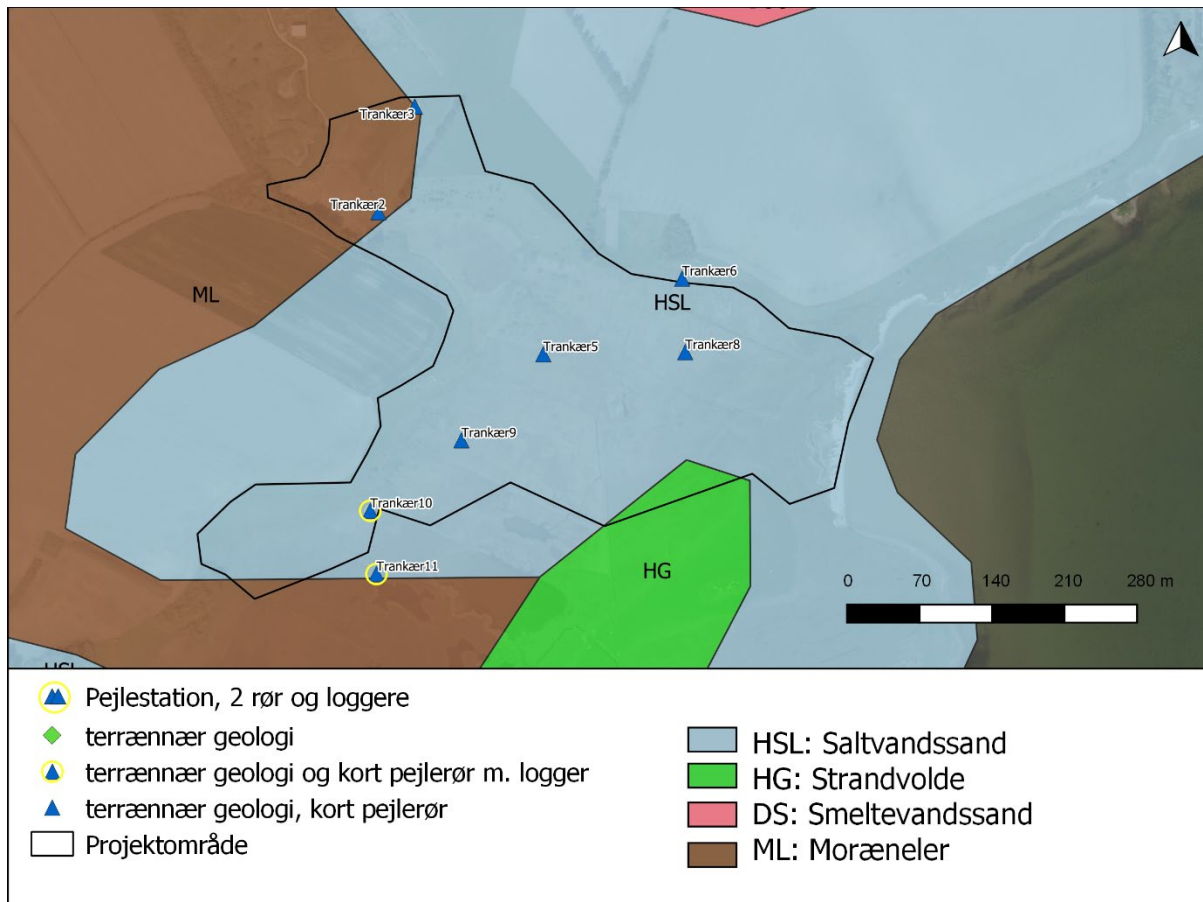 Trankær3
Trankær2
ML
Trankær6
HSL
Trankær5
Trankær8
Trankær9
Trankær10
Trankær11
HG
0 70 140 210 280 m
HSL
Pejlestation, 2 rør og loggere
terrænnær geologi
terrænnær geologi og kort pejlerør m. logger
terrænnær geologi, kort pejlerør
Projektområde
HSL: Saltvandssand
HG: Strandvolde
DS: Smeltevandssand
ML: Moræneler